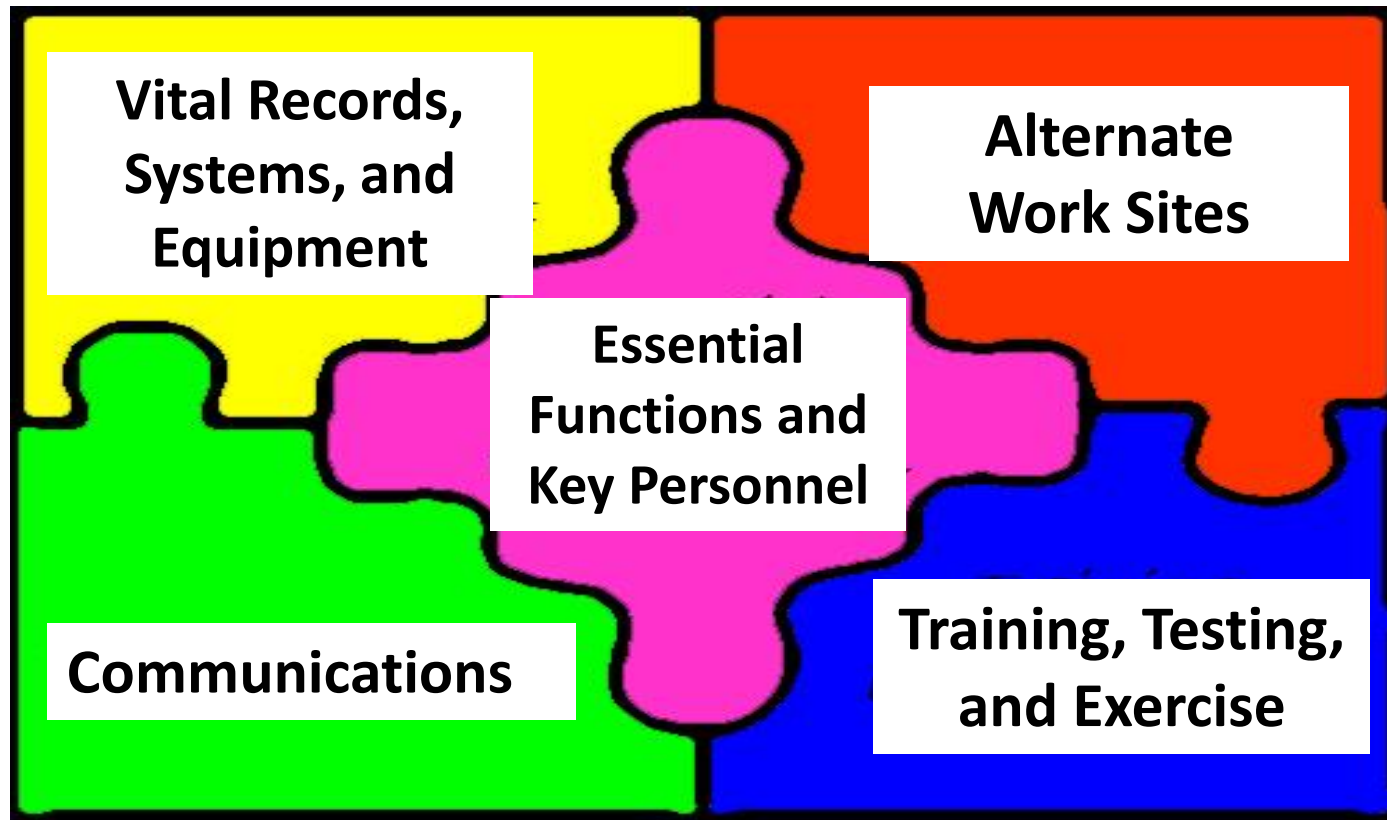 Vital Records,
Systems, and
Equipment
Alternate
Work Sites
Essential
Functions and
Key Personnel
Communications
Training, Testing,
and Exercise